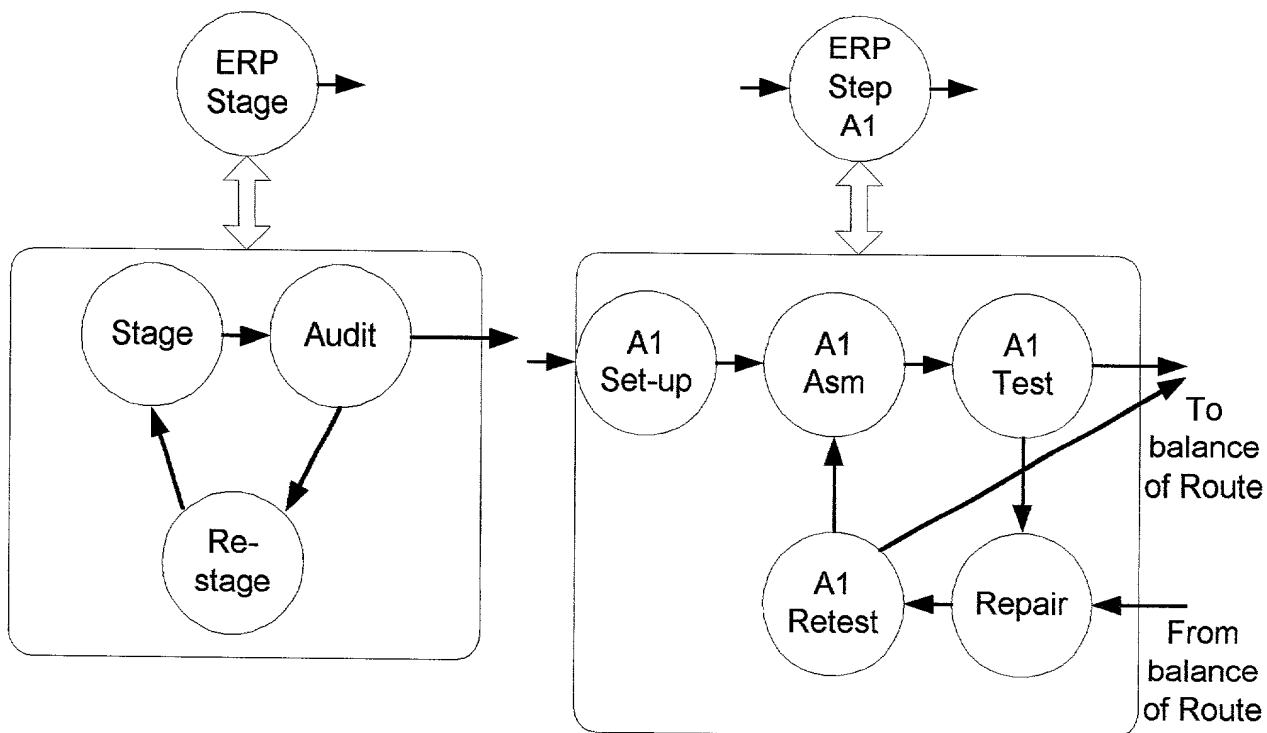 ERP
Stage
ERP
Step
A1
Stage
Audit
Re-
stage
A1
Set-up
A1
Asm
A1
Test
To
balance
of Route
A1
Retest
Repair
From
balance
of Route